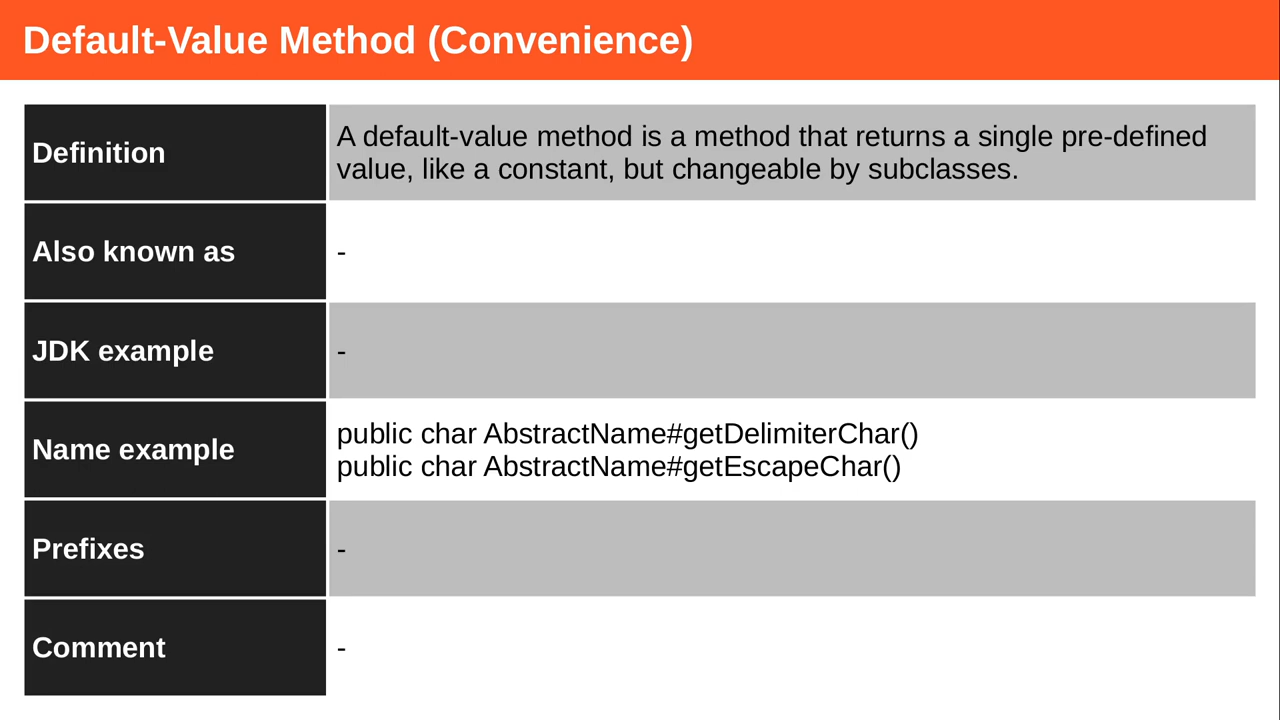 Default-Value Method (Convenience)
Definition
A default-value method is a method that returns a single pre-defined
value, like a constant, but changeable by subclasses.
Also known as
-
JDK example
-
Name example
public char AbstractName#getDelimiterChar()
public char AbstractName#getEscapeChar()
Prefixes
-
Comment
-